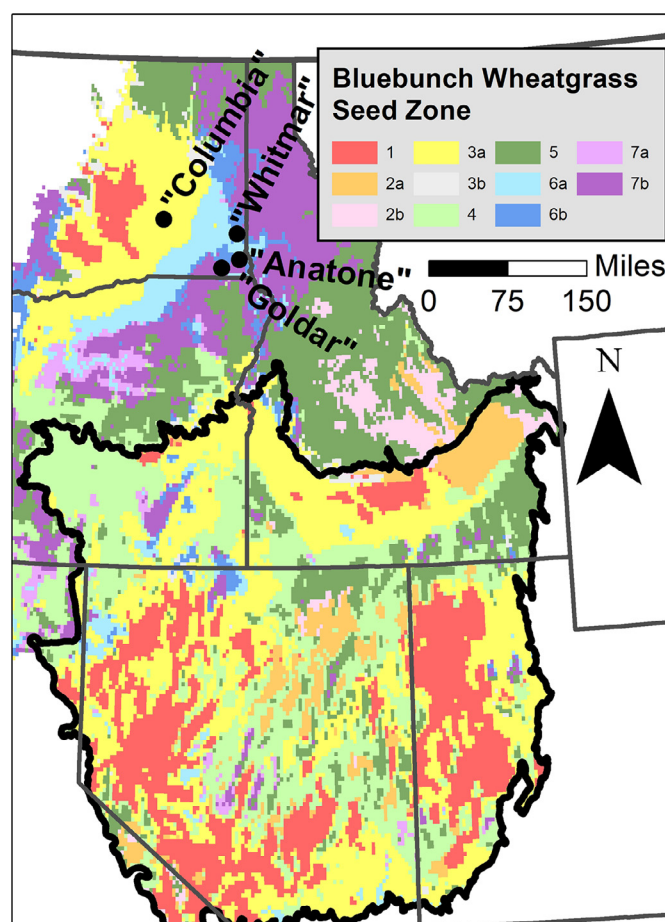 Bluebunch Wheatgrass
Seed Zone
1 3a 5 7a
2a 3b 6a 7b
2b 4 6b
"Columbia"
"Whitmar"
"Anatone"
"Goldar"
Miles
0 75 150
N